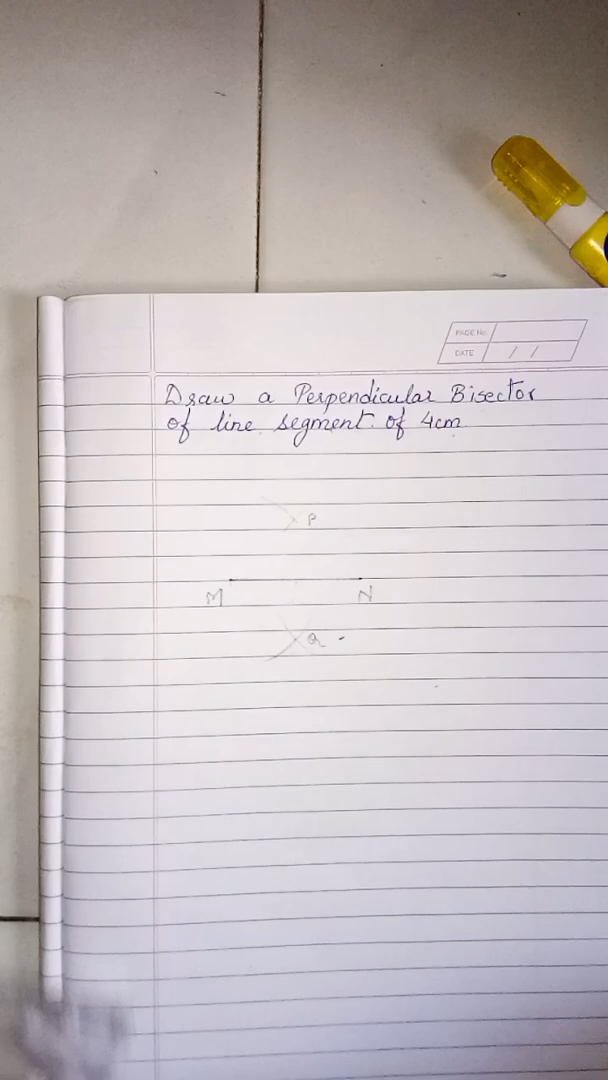 PAGE No.
DATE / /
Draw a Perpendicular Bisector
of line segment of 4cm
P
M N
Q